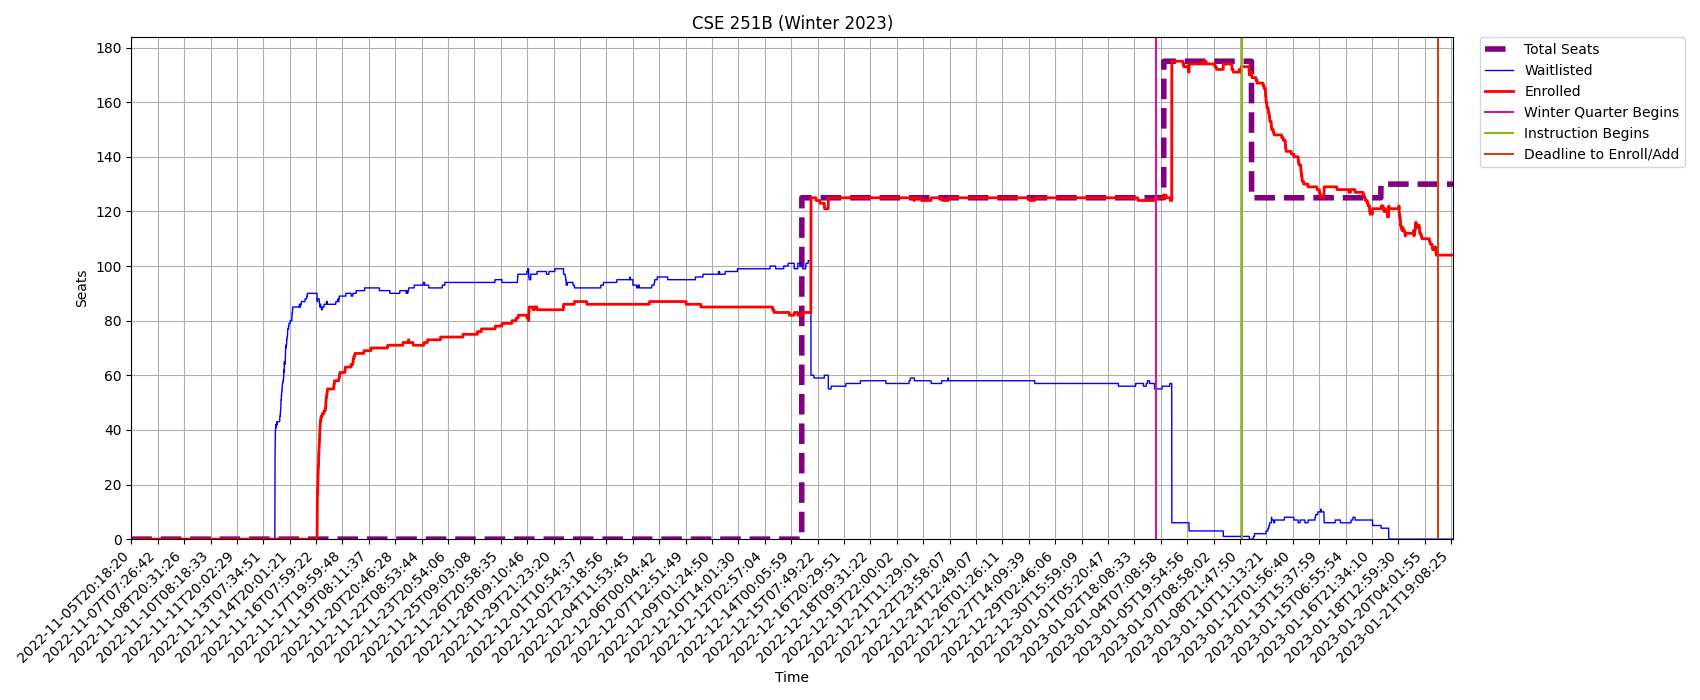 CSE 251B (Winter 2023)
Total Seats
Waitlisted
Enrolled
Winter Quarter Begins
Instruction Begins
Deadline to Enroll/Add
Seats
180
160
140
120
100
80
60
40
20
0
2022-11-05T20:18:20
2022-11-07T07:26:42
2022-11-08T20:31:26
2022-11-10T08:18:33
2022-11-11T20:02:29
2022-11-13T07:34:51
2022-11-14T20:01:21
2022-11-16T07:59:22
2022-11-17T19:59:48
2022-11-19T08:11:37
2022-11-20T20:46:28
2022-11-22T08:53:44
2022-11-23T20:54:06
2022-11-25T09:03:08
2022-11-26T20:58:35
2022-11-28T09:10:46
2022-11-29T21:23:20
2022-12-01T10:54:37
2022-12-02T23:18:56
2022-12-04T11:53:45
2022-12-06T00:04:42
2022-12-07T12:51:49
2022-12-09T01:24:50
2022-12-10T14:01:30
2022-12-12T02:57:04
2022-12-14T00:05:59
2022-12-15T07:49:22
2022-12-16T20:29:51
2022-12-18T09:31:22
2022-12-19T22:00:02
2022-12-21T11:29:01
2022-12-22T23:58:07
2022-12-24T12:49:07
2022-12-26T01:26:11
2022-12-27T14:09:39
2022-12-29T02:46:06
2022-12-30T15:59:09
2023-01-01T05:20:47
2023-01-02T18:08:33
2023-01-04T07:08:58
2023-01-05T19:54:56
2023-01-07T08:58:02
2023-01-08T21:47:50
2023-01-10T11:13:21
2023-01-12T01:56:40
2023-01-13T15:37:59
2023-01-15T06:55:54
2023-01-16T21:34:10
2023-01-18T12:59:30
2023-01-20T04:01:55
2023-01-21T19:08:25
Time